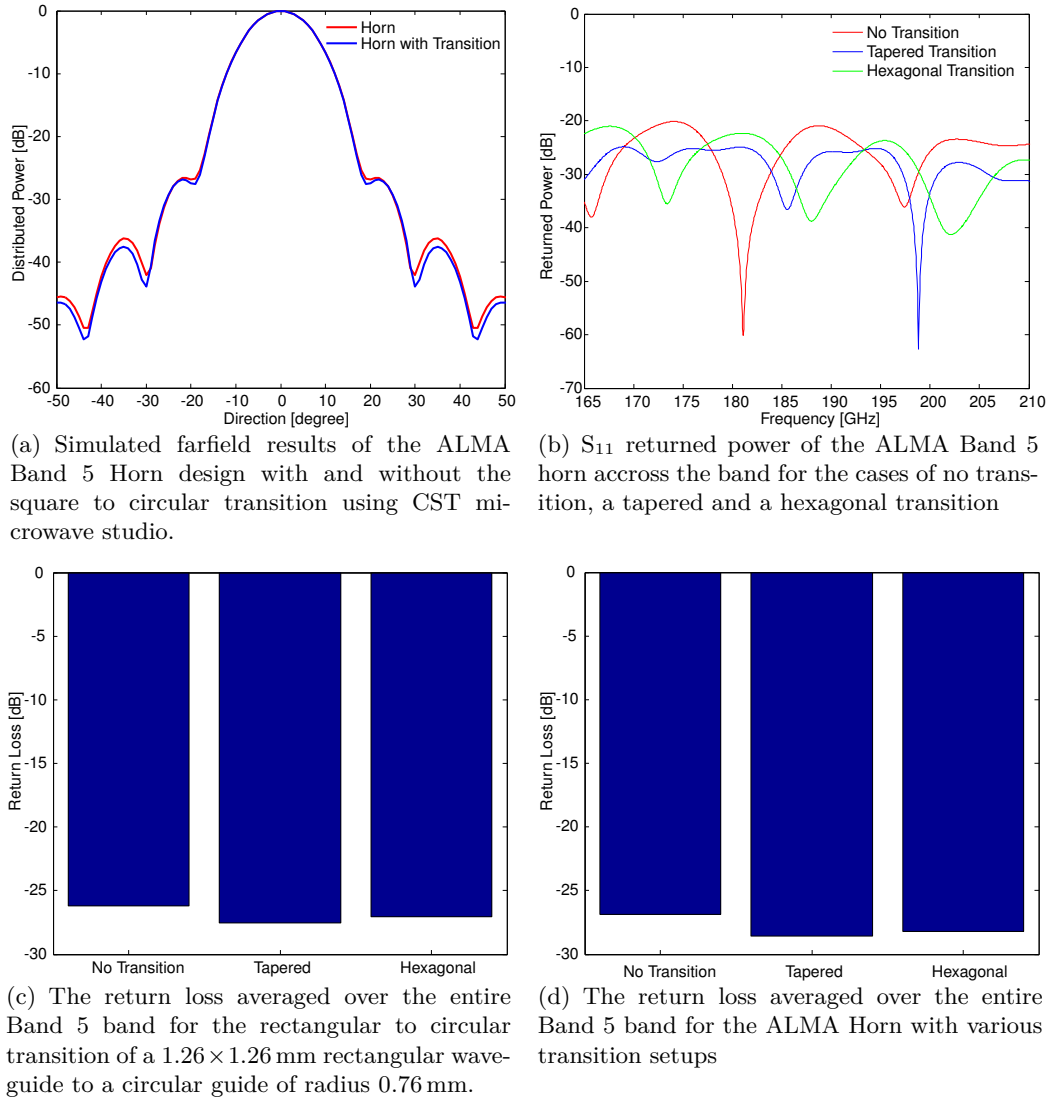 0
-10
-20
-30
-40
-50
-60
-50
-40
-30
-20
-10
0
10
20
30
40
50
Distributed Power [dB]
Direction [degree]
Horn
Horn with Transition
(a) Simulated farfield results of the ALMA
Band 5 Horn design with and without the
square to circular transition using CST mi-
crowave studio.
0
-10
-20
-30
-40
-50
-60
-70
165
170
175
180
185
190
195
200
205
210
Returned Power [dB]
Frequency [GHz]
No Transition
Tapered Transition
Hexagonal Transition
(b) S₁₁ returned power of the ALMA Band 5
horn accross the band for the cases of no trans-
ition, a tapered and a hexagonal transition
0
-5
-10
-15
-20
-25
-30
Return Loss [dB]
No Transition
Tapered
Hexagonal
(c) The return loss averaged over the entire
Band 5 band for the rectangular to circular
transition of a 1.26×1.26 mm rectangular wave-
guide to a circular guide of radius 0.76 mm.
0
-5
-10
-15
-20
-25
-30
Return Loss [dB]
No Transition
Tapered
Hexagonal
(d) The return loss averaged over the entire
Band 5 band for the ALMA Horn with various
transition setups